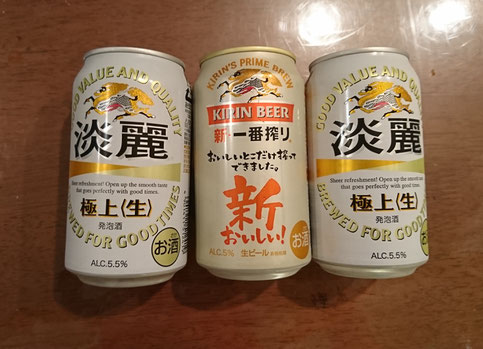 GOOD VALUE AND QUALITY
淡麗
Sheer refreshment! Open up the smooth taste
that goes perfectly with good times.
極上〈生〉
発泡酒
BREWED FOR GOOD TIMES
お酒
ALC.5.5%
KIRIN'S PRIME BREW
KIRIN BEER
新・一番搾り
おいしいとこだけ搾って
できました。
新
おいしい!
お酒
ALC.5% 生ビール
GOOD VALUE AND QUALITY
淡麗
Sheer refreshment! Open up the smooth taste
that goes perfectly with good times.
極上〈生〉
発泡酒
BREWED FOR GOOD TIMES
お酒
ALC.5.5%